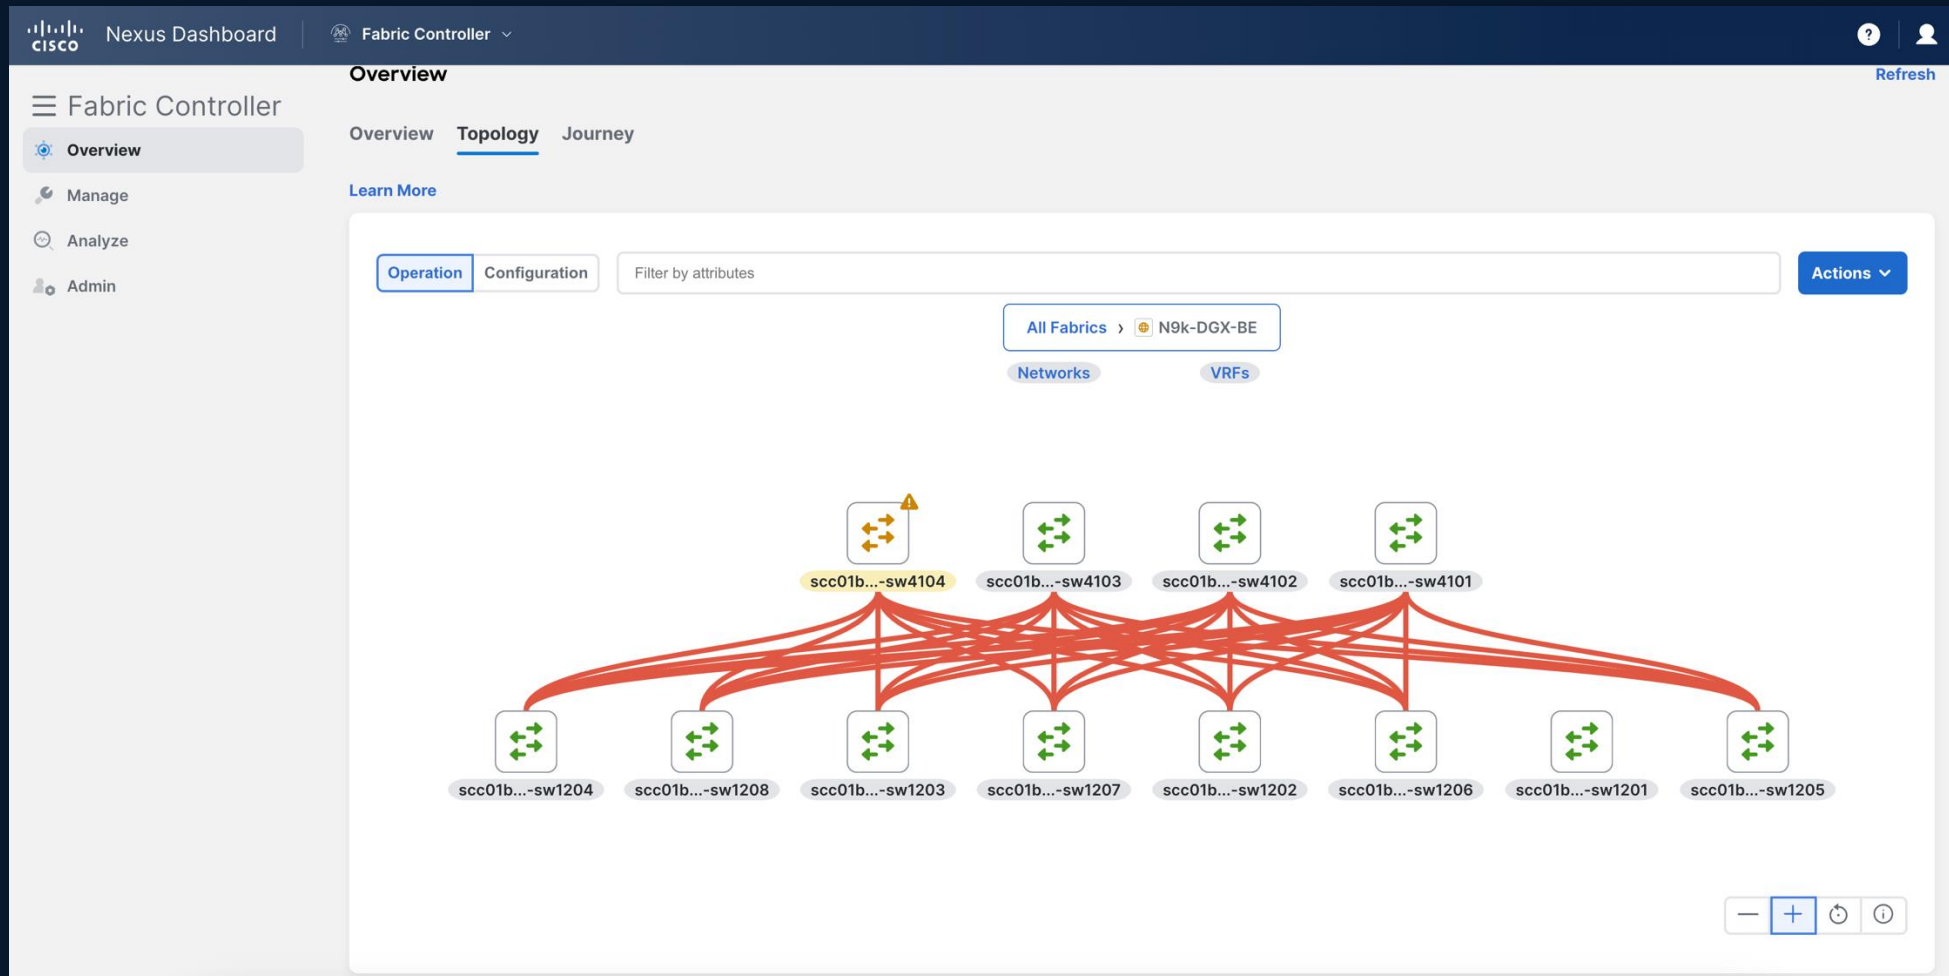 CISCO Nexus Dashboard Fabric Controller
Overview Refresh
Fabric Controller
Overview
Manage
Analyze
Admin
Overview Topology Journey
Learn More
Operation Configuration Filter by attributes Actions
All Fabrics › N9k-DGX-BE
Networks VRFs
scc01b...-sw4104 scc01b...-sw4103 scc01b...-sw4102 scc01b...-sw4101
scc01b...-sw1204 scc01b...-sw1208 scc01b...-sw1203 scc01b...-sw1207 scc01b...-sw1202 scc01b...-sw1206 scc01b...-sw1201 scc01b...-sw1205